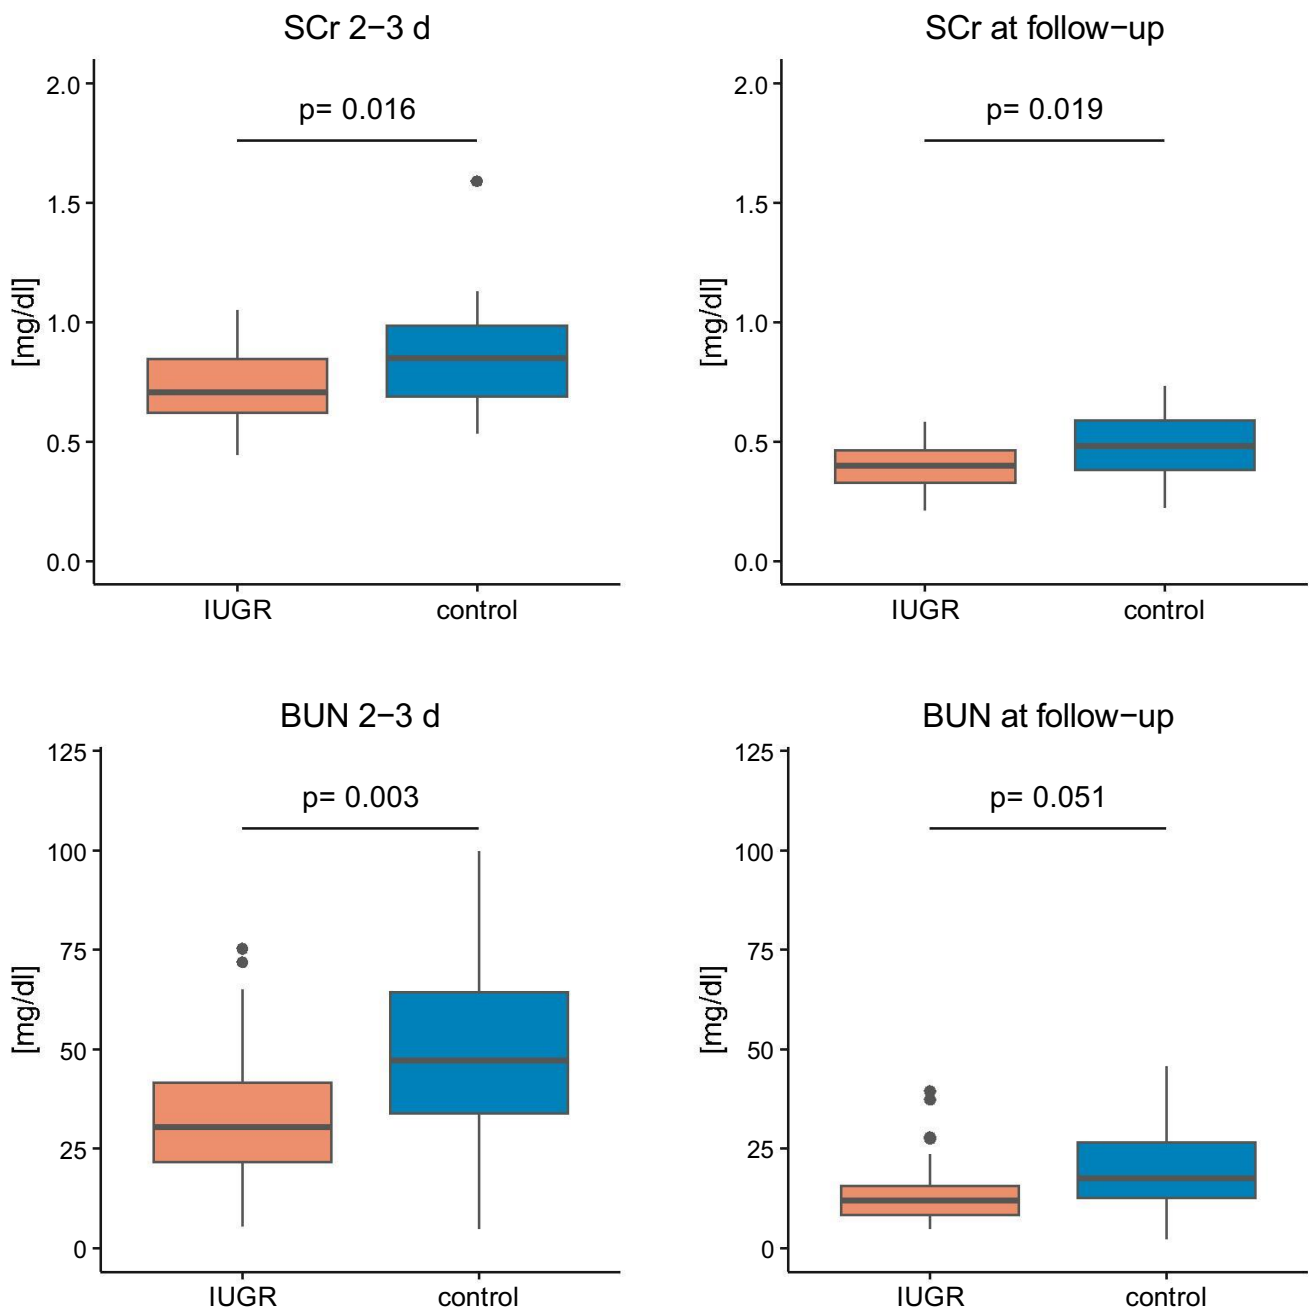 SCr 2−3 d
2.0
1.5
1.0
0.5
0.0
[mg/dl]
p= 0.016
IUGR control
SCr at follow−up
2.0
1.5
1.0
0.5
0.0
[mg/dl]
p= 0.019
IUGR control
BUN 2−3 d
125
100
75
50
25
0
[mg/dl]
p= 0.003
IUGR control
BUN at follow−up
125
100
75
50
25
0
[mg/dl]
p= 0.051
IUGR control